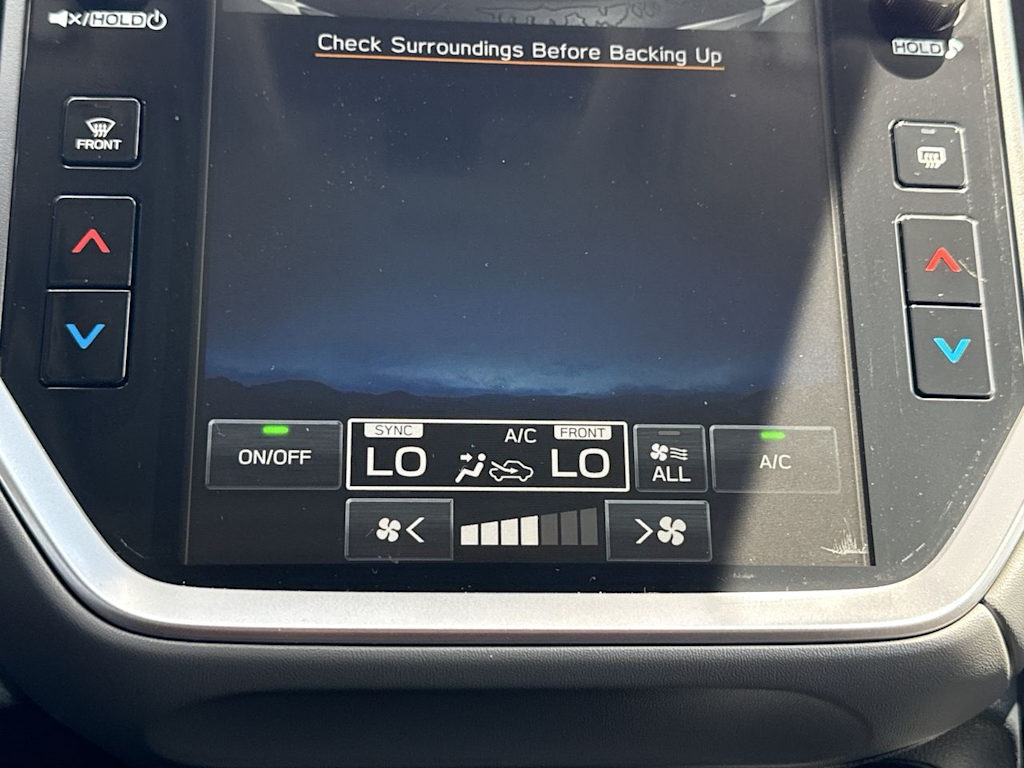 /HOLD
HOLD
Check Surroundings Before Backing Up
FRONT
ON/OFF
SYNC
LO
A/C
FRONT
LO
ALL
A/C